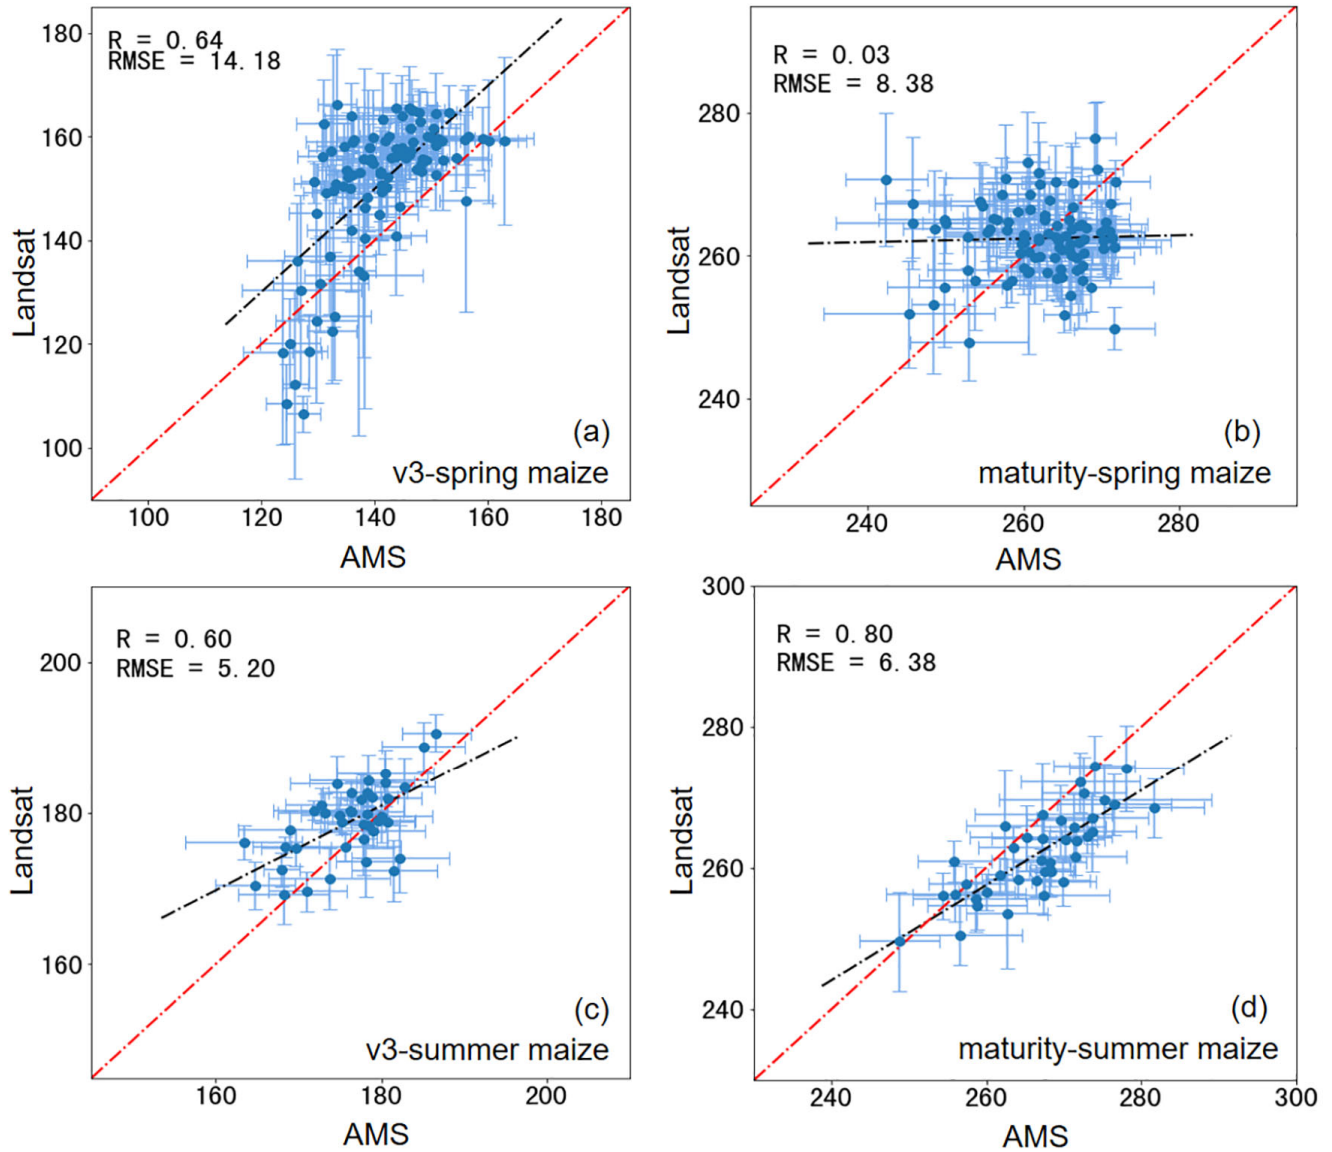 R = 0.64
RMSE = 14.18
180
160
140
120
100
Landsat
(a)
v3-spring maize
100 120 140 160 180
AMS
R = 0.03
RMSE = 8.38
280
260
240
Landsat
(b)
maturity-spring maize
240 260 280
AMS
R = 0.60
RMSE = 5.20
200
180
160
Landsat
(c)
v3-summer maize
160 180 200
AMS
R = 0.80
RMSE = 6.38
300
280
260
240
Landsat
(d)
maturity-summer maize
240 260 280 300
AMS